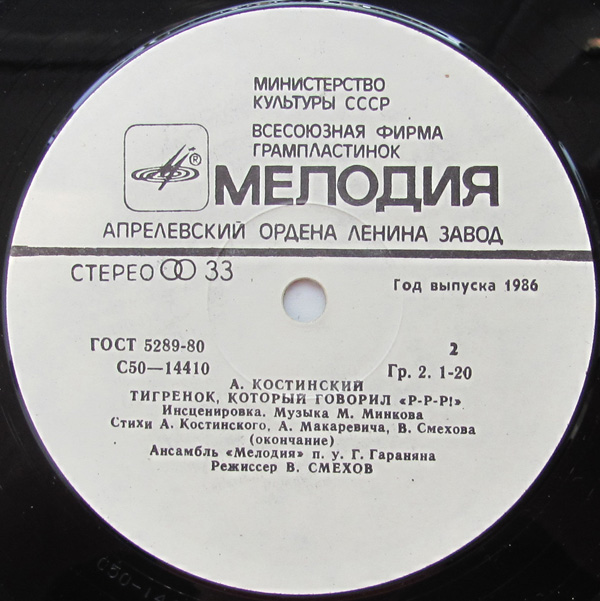 МИНИСТЕРСТВО
КУЛЬТУРЫ СССР
ВСЕСОЮЗНАЯ ФИРМА
ГРАМПЛАСТИНОК
®
МЕЛОДИЯ
АПРЕЛЕВСКИЙ ОРДЕНА ЛЕНИНА ЗАВОД
СТЕРЕО 33
Год выпуска 1986
ГОСТ 5289-80
2
С50—14410
Гр. 2. 1-20
А. КОСТИНСКИЙ
ТИГРЕНОК, КОТОРЫЙ ГОВОРИЛ «Р-Р-Р!»
Инсценировка. Музыка М. Минкова
Стихи А. Костинского, А. Макаревича, В. Смехова
(окончание)
Ансамбль «Мелодия» п. у. Г. Гараняна
Режиссер В. СМЕХОВ